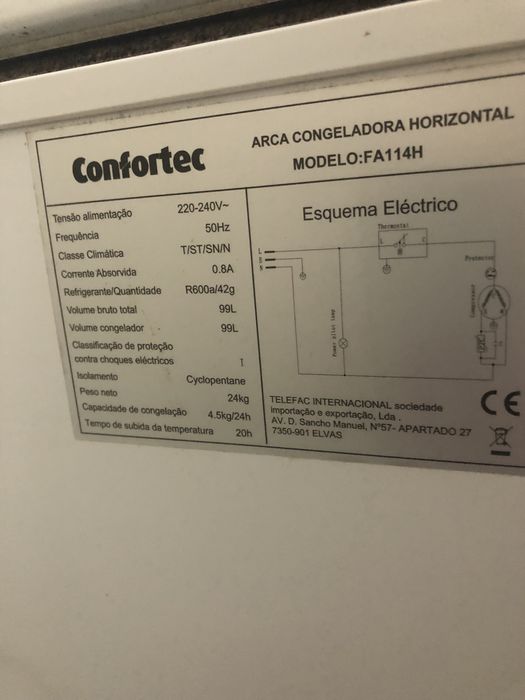 Confortec
ARCA CONGELADORA HORIZONTAL
MODELO:FA114H
Tensão alimentação 220-240V~
Frequência 50Hz
Classe Climática T/ST/SN/N
Corrente Absorvida 0.8A
Refrigerante/Quantidade R600a/42g
Volume bruto total 99L
Volume congelador 99L
Classificação de proteção
contra choques eléctricos I
Isolamento Cyclopentane
Peso neto 24kg
Capacidade de congelação 4.5kg/24h
Tempo de subida da temperatura 20h
Esquema Eléctrico
Thermostat
L C
L
E
N
Protector
Compressor
Power pilot lamp
TELEFAC INTERNACIONAL sociedade
importação e exportação, Lda .
AV. D. Sancho Manuel, Nº57- APARTADO 27
7350-901 ELVAS
CE